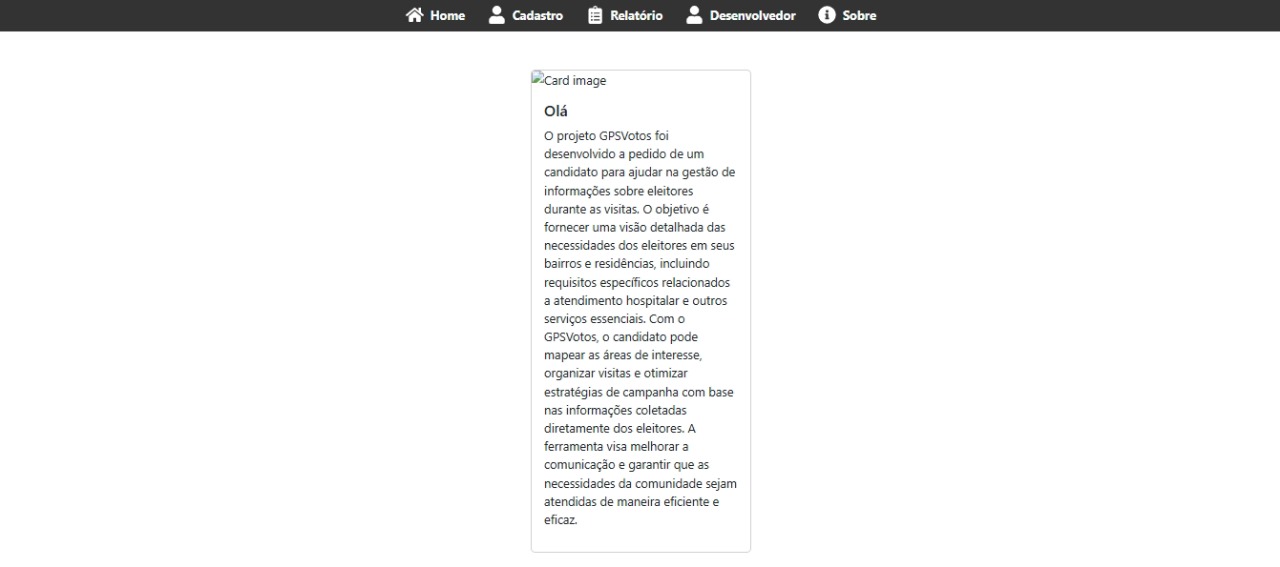 Home Cadastro Relatório Desenvolvedor Sobre
Card image
Olá
O projeto GPSVotos foi
desenvolvido a pedido de um
candidato para ajudar na gestão de
informações sobre eleitores
durante as visitas. O objetivo é
fornecer uma visão detalhada das
necessidades dos eleitores em seus
bairros e residências, incluindo
requisitos específicos relacionados
a atendimento hospitalar e outros
serviços essenciais. Com o
GPSVotos, o candidato pode
mapear as áreas de interesse,
organizar visitas e otimizar
estratégias de campanha com base
nas informações coletadas
diretamente dos eleitores. A
ferramenta visa melhorar a
comunicação e garantir que as
necessidades da comunidade sejam
atendidas de maneira eficiente e
eficaz.